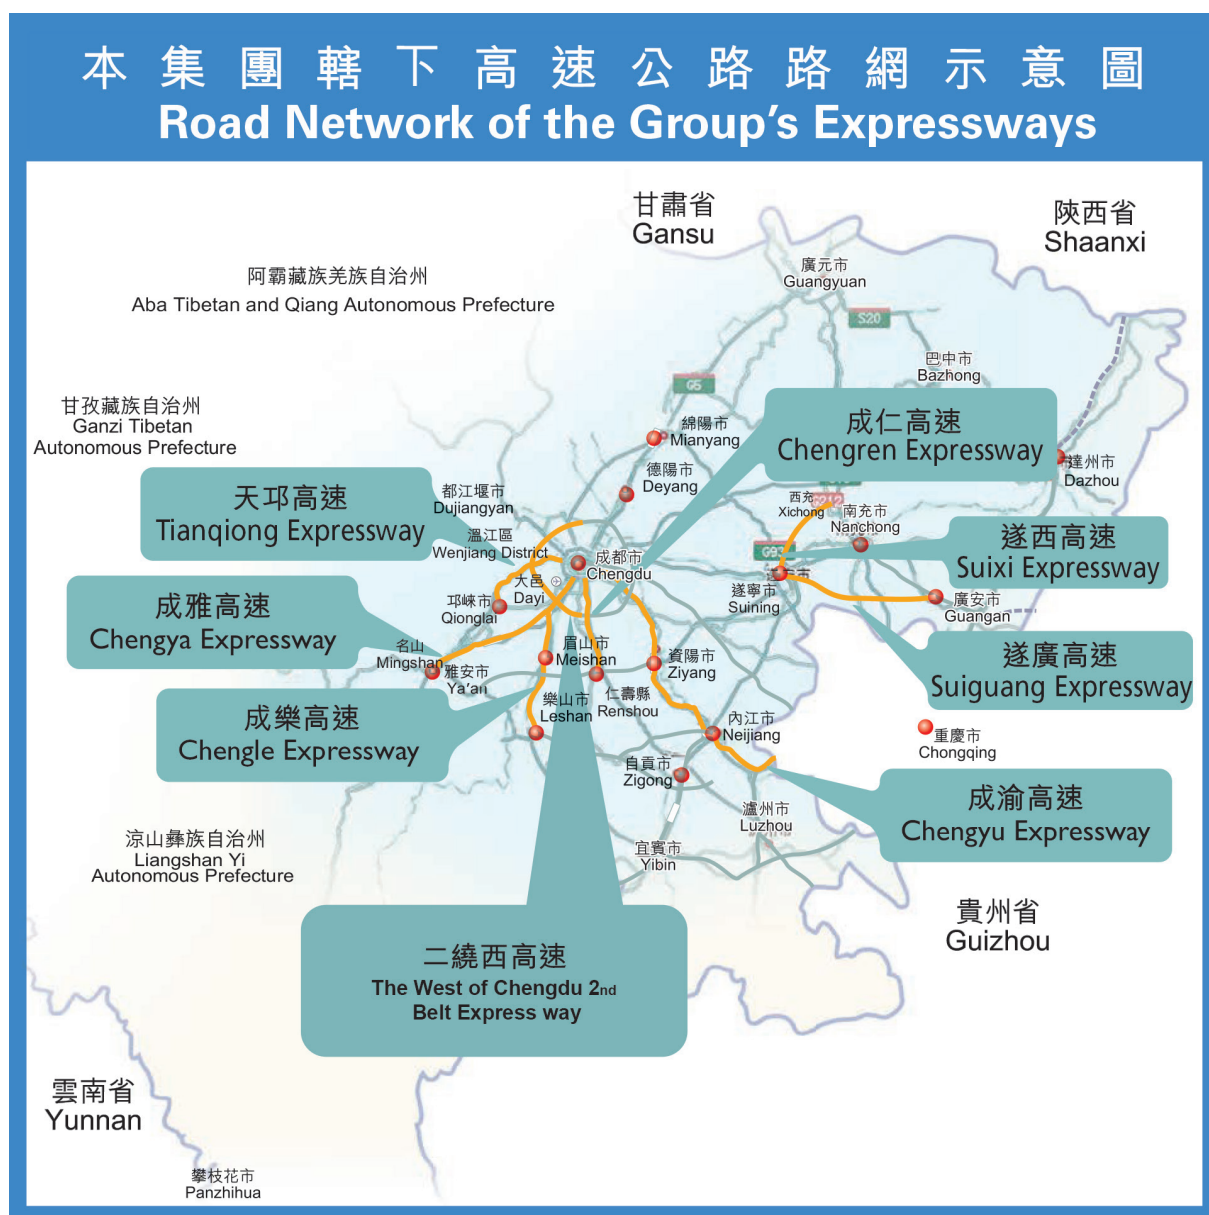 本集團轄下高速公路路網示意圖
Road Network of the Group's Expressways
甘肅省
Gansu
陝西省
Shaanxi
阿霸藏族羌族自治州
Aba Tibetan and Qiang Autonomous Prefecture
廣元市
Guangyuan
S20
巴中市
Bazhong
G5
甘孜藏族自治州
Ganzi Tibetan
Autonomous Prefecture
綿陽市
Mianyang
成仁高速
Chengren Expressway
達州市
Dazhou
德陽市
Deyang
天邛高速
Tianqiong Expressway
都江堰市
Dujiangyan
西充
Xichong
G212
南充市
Nanchong
溫江區
Wenjiang District
成都市
Chengdu
G93
遂西高速
Suixi Expressway
大邑
Dayi
遂寧市
Suining
邛崍市
Qionglai
廣安市
Guangan
成雅高速
Chengya Expressway
名山
Mingshan
雅安市
Ya'an
眉山市
Meishan
資陽市
Ziyang
遂廣高速
Suiguang Expressway
仁壽縣
Renshou
樂山市
Leshan
成樂高速
Chengle Expressway
內江市
Neijiang
重慶市
Chongqing
自貢市
Zigong
成渝高速
Chengyu Expressway
瀘州市
Luzhou
涼山彝族自治州
Liangshan Yi
Autonomous Prefecture
宜賓市
Yibin
貴州省
Guizhou
二繞西高速
The West of Chengdu 2nd
Belt Express way
雲南省
Yunnan
攀枝花市
Panzhihua